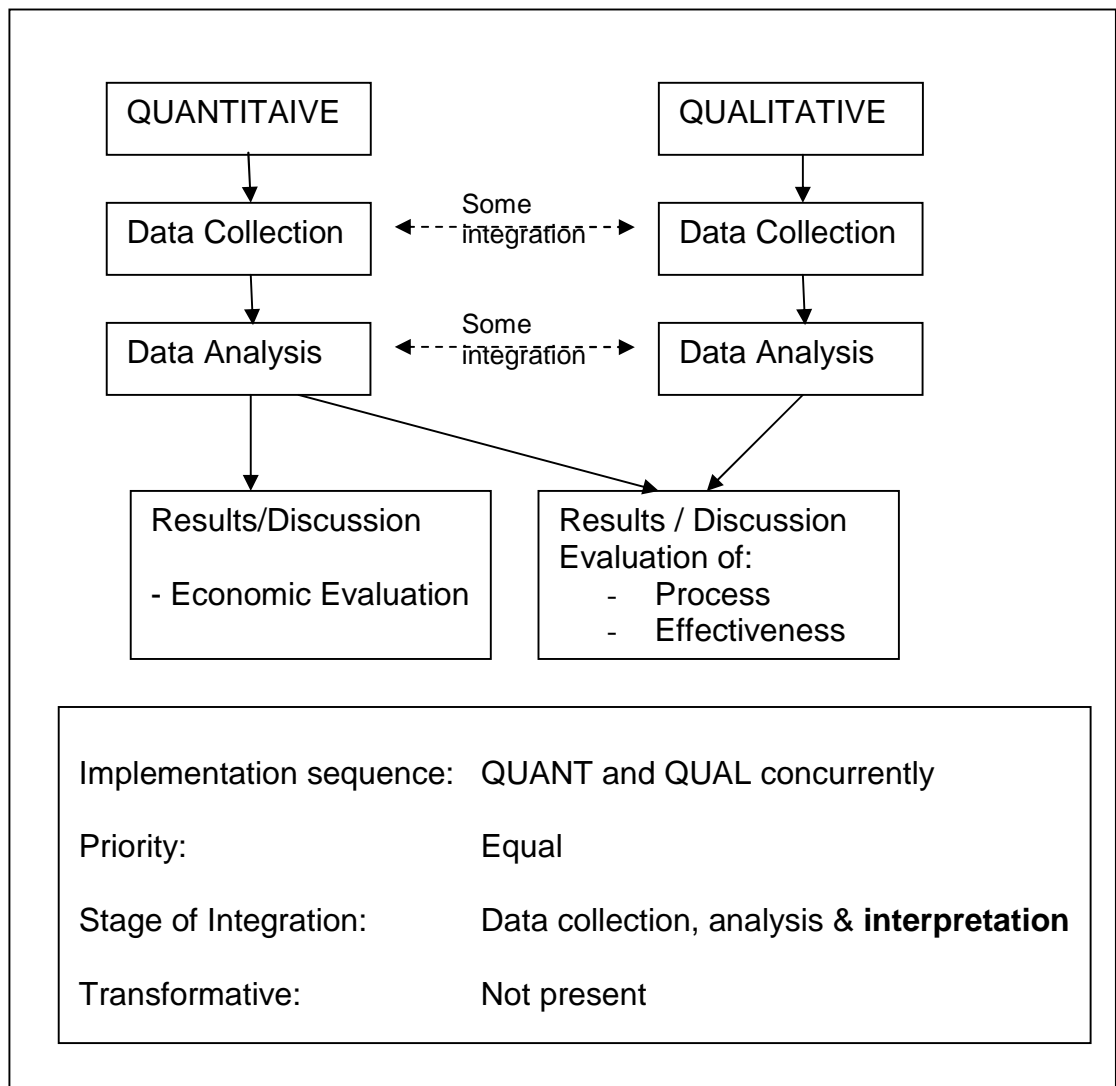 QUANTITAIVE
QUALITATIVE
Data Collection
Some
integration
Data Collection
Data Analysis
Some
integration
Data Analysis
Results/Discussion
- Economic Evaluation
Results / Discussion
Evaluation of:
- Process
- Effectiveness
Implementation sequence: QUANT and QUAL concurrently
Priority: Equal
Stage of Integration: Data collection, analysis & interpretation
Transformative: Not present